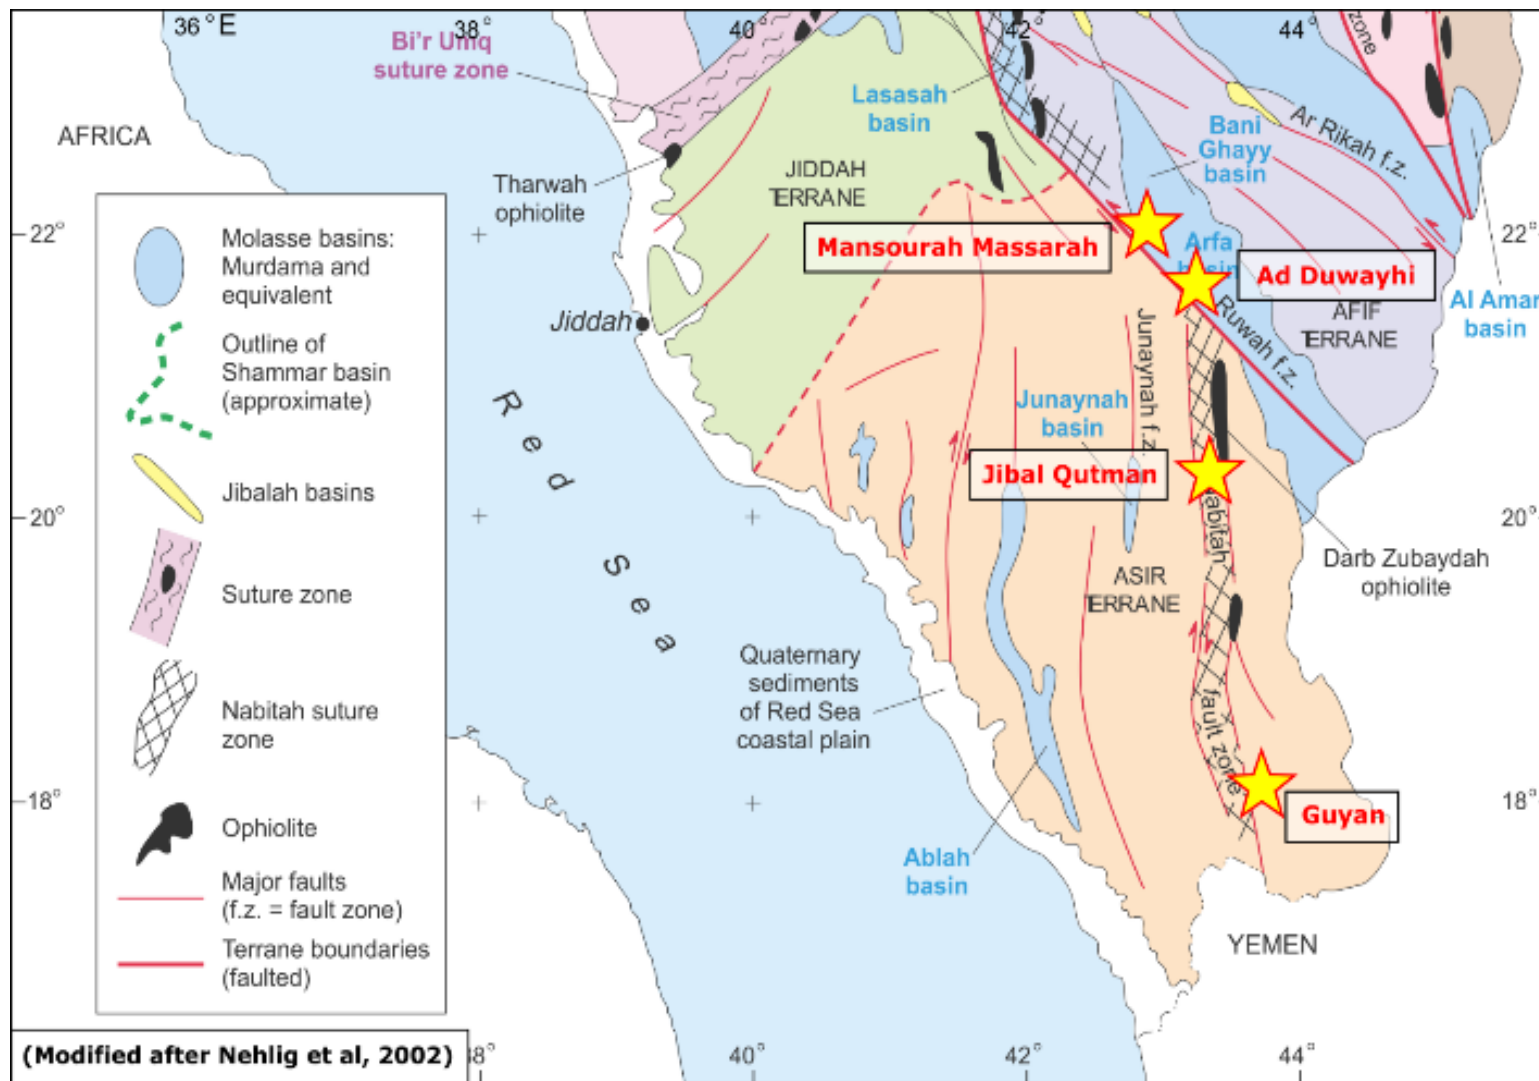 36°E
38°
40°
42°
44°
Bi'r Umq
suture zone
AFRICA
Lasasah
basin
Bani
Ghayy
basin
Ar Rikah f.z.
zone
Tharwah
ophiolite
JIDDAH
TERRANE
22°
22°
Mansourah Massarah
Arfa
basin
Ad Duwayhi
Al Amar
basin
AFIF
TERRANE
Ruwah f.z.
Jiddah
Junaynah f.z.
Junaynah
basin
Jibal Qutman
Red Sea
20°
20°
Nabitah
fault zone
Darb Zubaydah
ophiolite
ASIR
TERRANE
Quaternary
sediments
of Red Sea
coastal plain
18°
18°
Guyan
Ablah
basin
YEMEN
Molasse basins:
Murdama and
equivalent
Outline of
Shammar basin
(approximate)
Jibalah basins
Suture zone
Nabitah suture
zone
Ophiolite
Major faults
(f.z. = fault zone)
Terrane boundaries
(faulted)
(Modified after Nehlig et al, 2002)
38°
40°
42°
44°